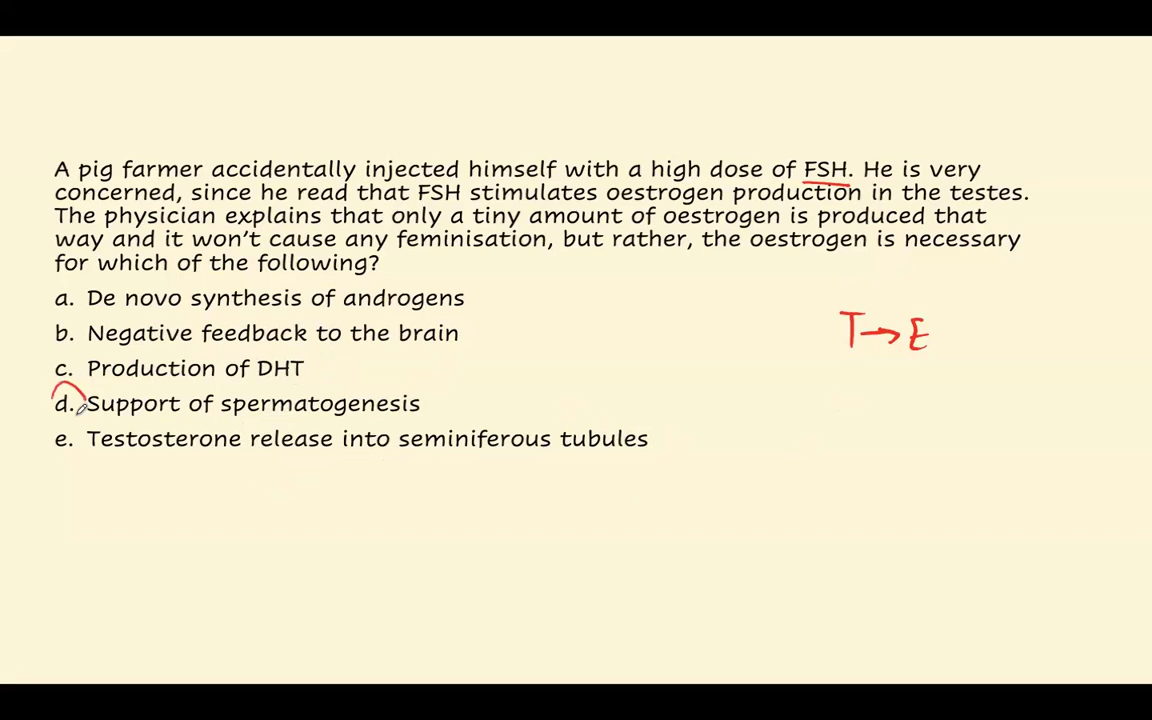 A pig farmer accidentally injected himself with a high dose of FSH. He is very
concerned, since he read that FSH stimulates oestrogen production in the testes.
The physician explains that only a tiny amount of oestrogen is produced that
way and it won't cause any feminisation, but rather, the oestrogen is necessary
for which of the following?
a. De novo synthesis of androgens
b. Negative feedback to the brain
T→E
c. Production of DHT
d. Support of spermatogenesis
e. Testosterone release into seminiferous tubules